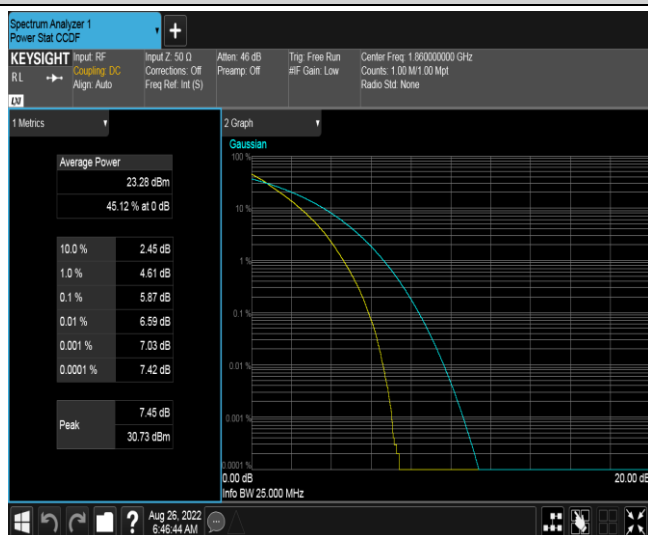 Spectrum Analyzer 1
Power Stat CCDF
KEYSIGHT
RL
LXI
Input: RF
Coupling: DC
Align: Auto
Input Z: 50 Ω
Corrections: Off
Freq Ref: Int (S)
Atten: 46 dB
Preamp: Off
Trig: Free Run
#IF Gain: Low
Center Freq: 1.860000000 GHz
Counts: 1.00 M/1.00 Mpt
Radio Std: None
1 Metrics
Average Power
23.28 dBm
45.12 % at 0 dB
10.0 % 2.45 dB
1.0 % 4.61 dB
0.1 % 5.87 dB
0.01 % 6.59 dB
0.001 % 7.03 dB
0.0001 % 7.42 dB
Peak
7.45 dB
30.73 dBm
2 Graph
Gaussian
100 %
10 %
1 %
0.1 %
0.01 %
0.001 %
0.0001 %
0.00 dB 20.00 dB
Info BW 25.000 MHz
?
Aug 26, 2022
6:46:44 AM